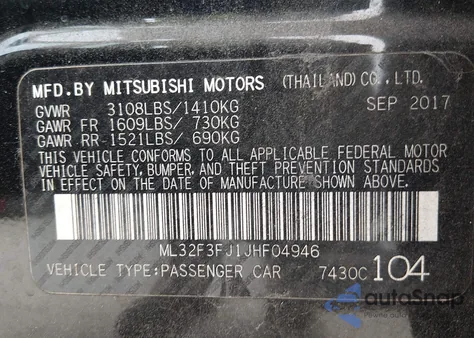 MFD.BY MITSUBISHI MOTORS (THAILAND) CO.,LTD.
GVWR 3108LBS/1410KG SEP 2017
GAWR FR 1609LBS/ 730KG
GAWR RR-1521LBS/ 690KG
THIS VEHICLE CONFORMS TO ALL APPLICABLE FEDERAL MOTOR
VEHICLE SAFETY, BUMPER, AND THEFT PREVENTION STANDARDS
IN EFFECT ON THE DATE OF MANUFACTURE SHOWN ABOVE.
ML32F3FJ1JHF04946
VEHICLE TYPE:PASSENGER CAR 7430C 104
autoSnap